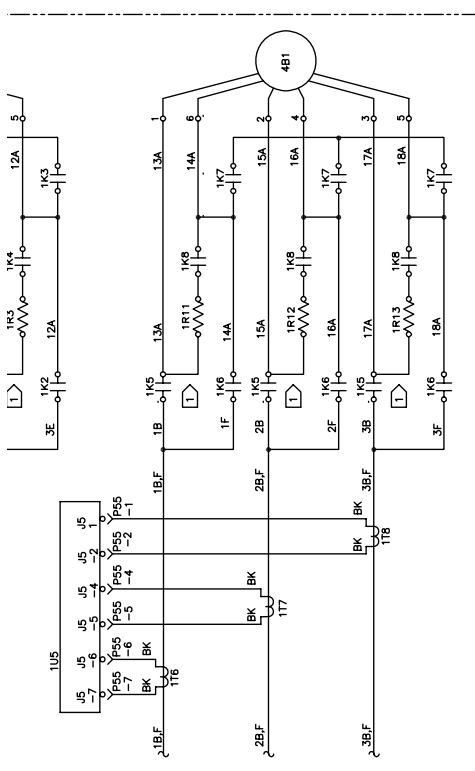 4B1
5
1
6
2
4
3
5
12A
13A
14A
15A
16A
17A
18A
1K3
1K7
1K7
1K7
1K4
1K8
1K8
1K8
1R3
1R11
1R12
1R13
12A
13A
14A
15A
16A
17A
18A
1K2
1K5
1K6
1K5
1K6
1K5
1K6
1
1
1
1
3E
1B
1F
2B
2F
3B
3F
1B,F
2B,F
3B,F
J5
1
P55
-1
BK
J5
-2
P55
-2
BK
1T8
J5
-4
P55
-4
BK
J5
-5
P55
-5
BK
1T7
1U5
J5
-6
P55
-6
BK
J5
-7
P55
-7
BK
1T6
1B,F
2B,F
3B,F